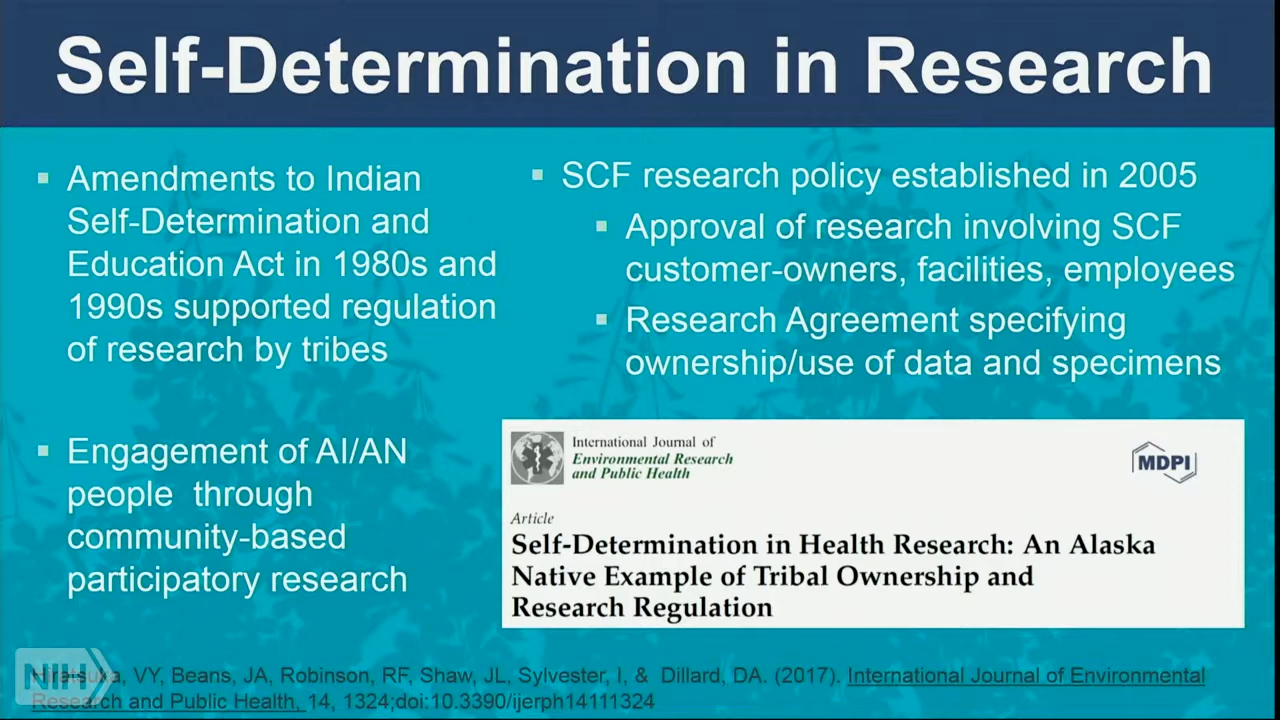 Self-Determination in Research
▪ Amendments to Indian
Self-Determination and
Education Act in 1980s and
1990s supported regulation
of research by tribes
▪ Engagement of AI/AN
people through
community-based
participatory research
▪ SCF research policy established in 2005
▪ Approval of research involving SCF
customer-owners, facilities, employees
▪ Research Agreement specifying
ownership/use of data and specimens
International Journal of
Environmental Research
and Public Health
MDPI
Article
Self-Determination in Health Research: An Alaska
Native Example of Tribal Ownership and
Research Regulation
NIH
Hiratsuka, VY, Beans, JA, Robinson, RF, Shaw, JL, Sylvester, I, & Dillard, DA. (2017). International Journal of Environmental
Research and Public Health, 14, 1324;doi:10.3390/ijerph14111324